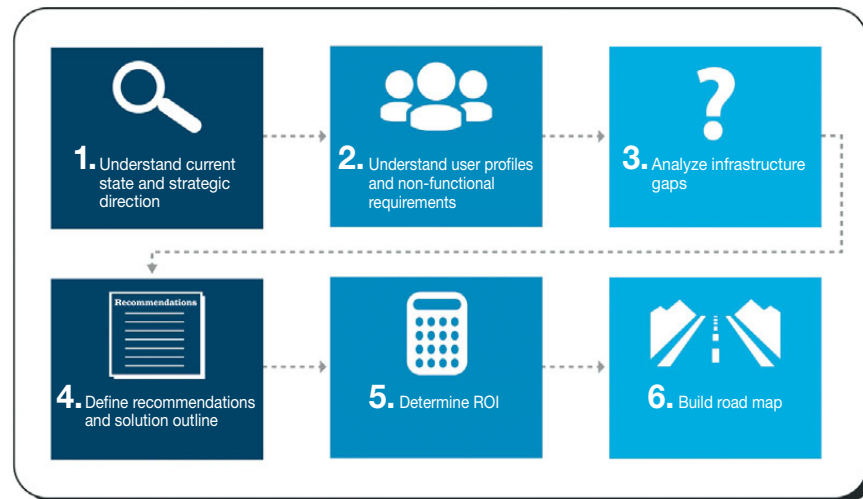 1. Understand current
state and strategic
direction
2. Understand user profiles
and non-functional
requirements
3. Analyze infrastructure
gaps
Recommendations
4. Define recommendations
and solution outline
5. Determine ROI
6. Build road map